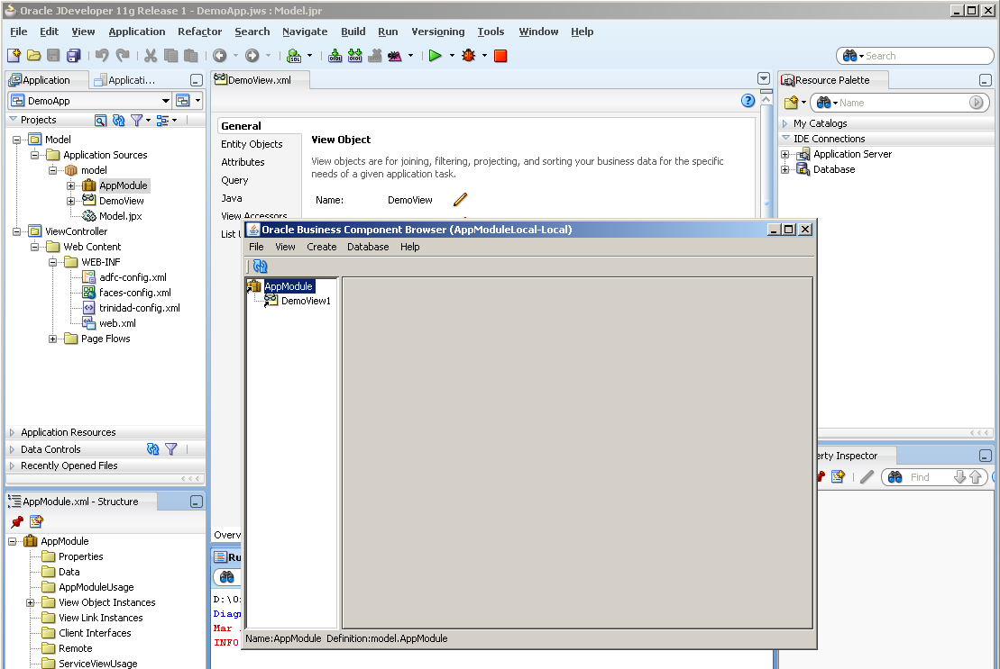 Oracle JDeveloper 11g Release 1 - DemoApp.jws : Model.jpr
File Edit View Application Refactor Search Navigate Build Run Versioning Tools Window Help
Search
Application
Applicati...
DemoApp
Projects
Model
Application Sources
model
AppModule
DemoView
Model.jpx
ViewController
Web Content
WEB-INF
adfc-config.xml
faces-config.xml
trinidad-config.xml
web.xml
Page Flows
Application Resources
Data Controls
Recently Opened Files
AppModule.xml - Structure
AppModule
Properties
Data
AppModuleUsage
View Object Instances
View Link Instances
Client Interfaces
Remote
ServiceViewUsage
DemoView.xml
General
Entity Objects
Attributes
Query
Java
View Accessors
List U
View Object
View objects are for joining, filtering, projecting, and sorting your business data for the specific
needs of a given application task.
Name: DemoView
Overv
Ru
D:\O
Diagn
Mar
INFO
Oracle Business Component Browser (AppModuleLocal-Local)
File View Create Database Help
AppModule
DemoView1
Name:AppModule Definition:model.AppModule
Resource Palette
Name
My Catalogs
IDE Connections
Application Server
Database
erty Inspector
Find